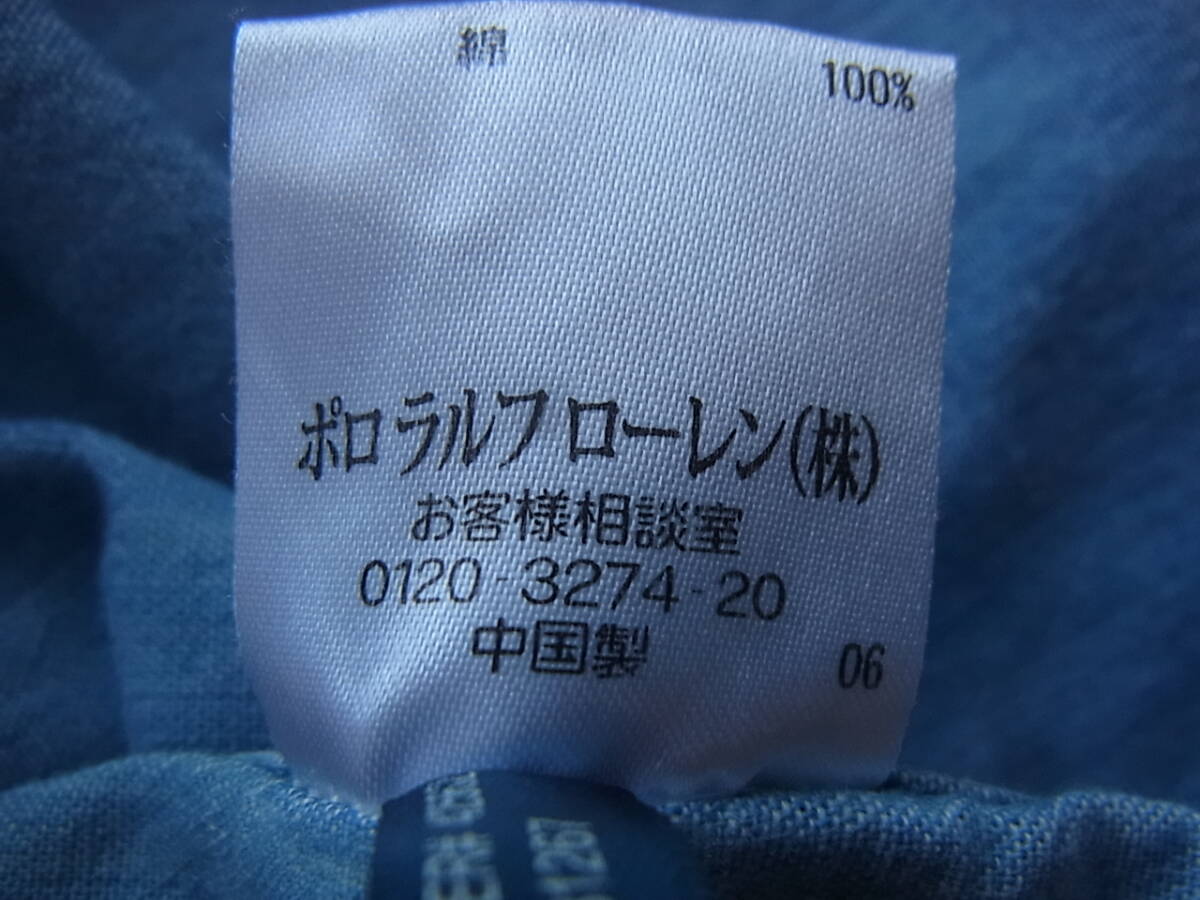 綿 100%
ポロ ラルフ ローレン(株)
お客様相談室
0120-3274-20
中国製 06